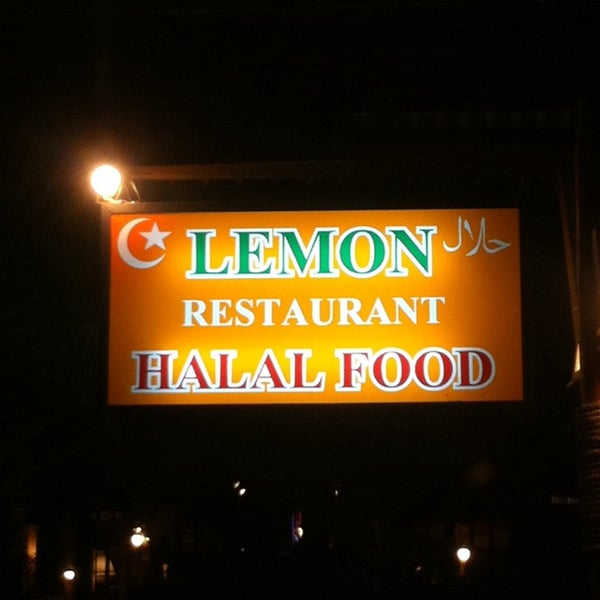 LEMON حلال
RESTAURANT
HALAL FOOD